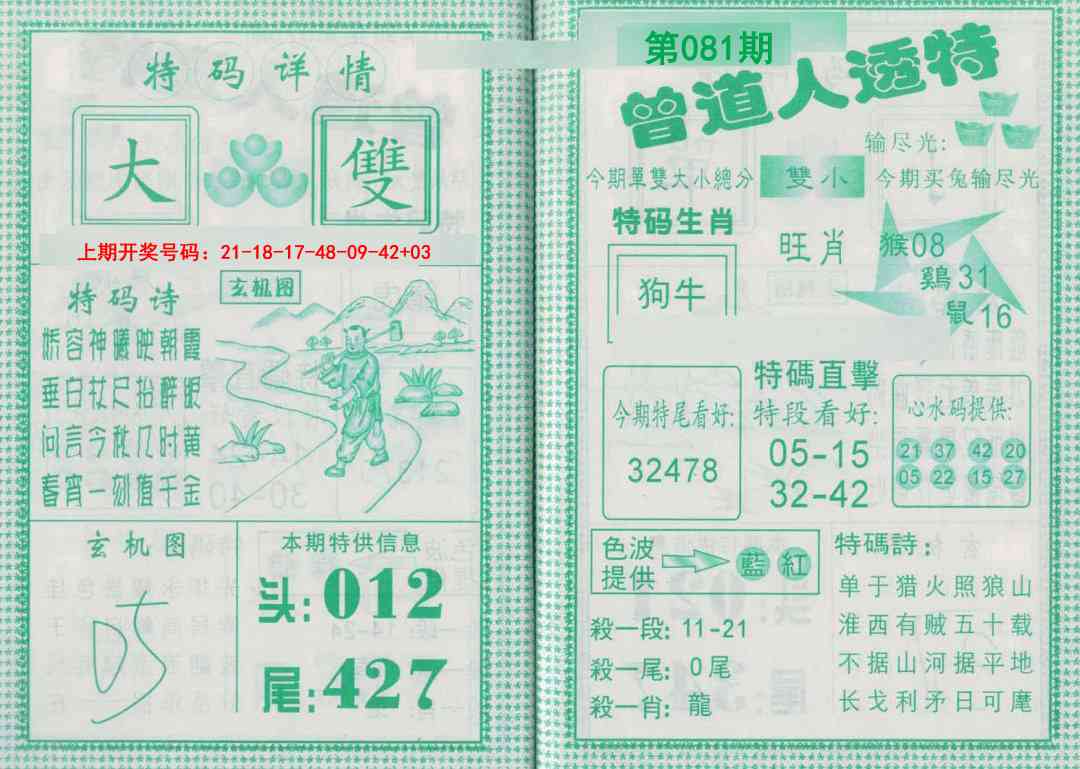 特码详情
大 雙
上期开奖号码：21-18-17-48-09-42+03
特码诗
娇容神曦映朝霞
垂白杖尺抬醉眼
问言今秋几时黄
春宵一刻值千金
玄机图
玄机图
本期特供信息
头:012
尾:427
第081期
曾道人透特
输尽光:
今期單雙大小總分 雙小 今期买兔输尽光
特码生肖
狗牛
旺肖
猴08
鷄31
鼠16
今期特尾看好:
32478
特碼直擊
特段看好:
05-15
32-42
心水码提供:
21 37 42 20
05 22 15 27
色波
提供
藍 紅
殺一段: 11-21
殺一尾: 0尾
殺一肖: 龍
特碼詩:
单于猎火照狼山
淮西有贼五十载
不据山河据平地
长戈利矛日可麾